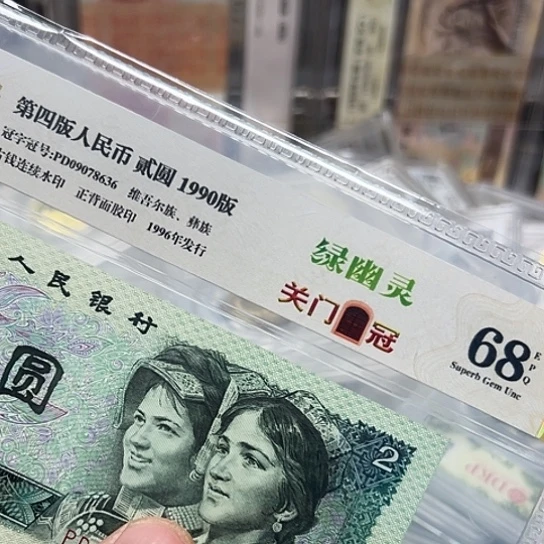 第四版人民币 贰圆 1990版
冠字冠号:PD09078636 维吾尔族、彝族
古钱连续水印 正背面胶印 1996年发行
绿幽灵
关门冠
68 EPQ
Superb Gem Unc
人民银行
圆
2
PD